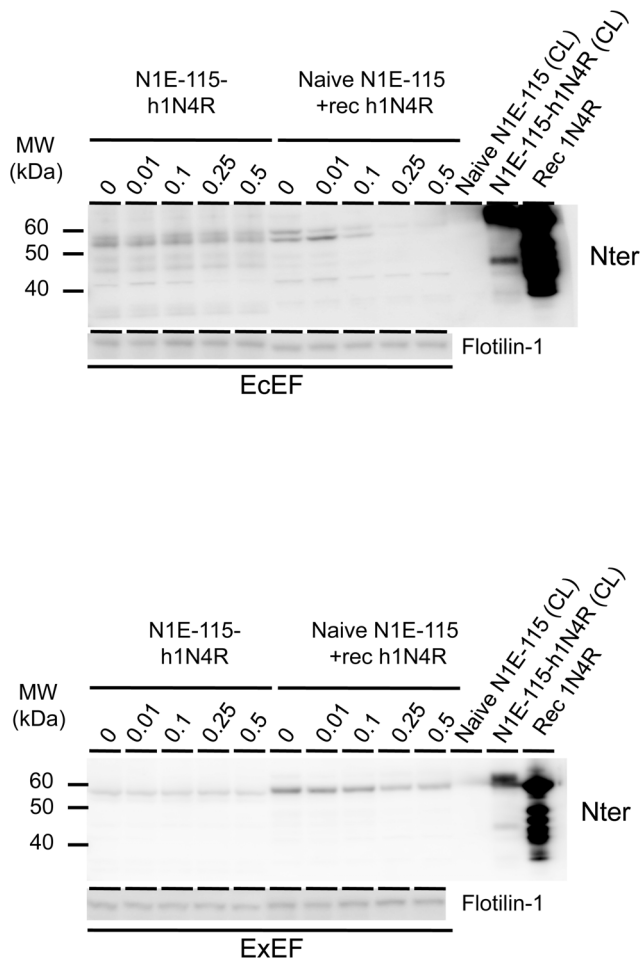 N1E-115-
h1N4R
Naive N1E-115
+rec h1N4R
Naive N1E-115 (CL)
N1E-115-h1N4R (CL)
Rec 1N4R
MW
(kDa)
0 0.01 0.1 0.25 0.5 0 0.01 0.1 0.25 0.5
60
50
40
Nter
Flotilin-1
EcEF
N1E-115-
h1N4R
Naive N1E-115
+rec h1N4R
Naive N1E-115 (CL)
N1E-115-h1N4R (CL)
Rec 1N4R
MW
(kDa)
0 0.01 0.1 0.25 0.5 0 0.01 0.1 0.25 0.5
60
50
40
Nter
Flotilin-1
ExEF